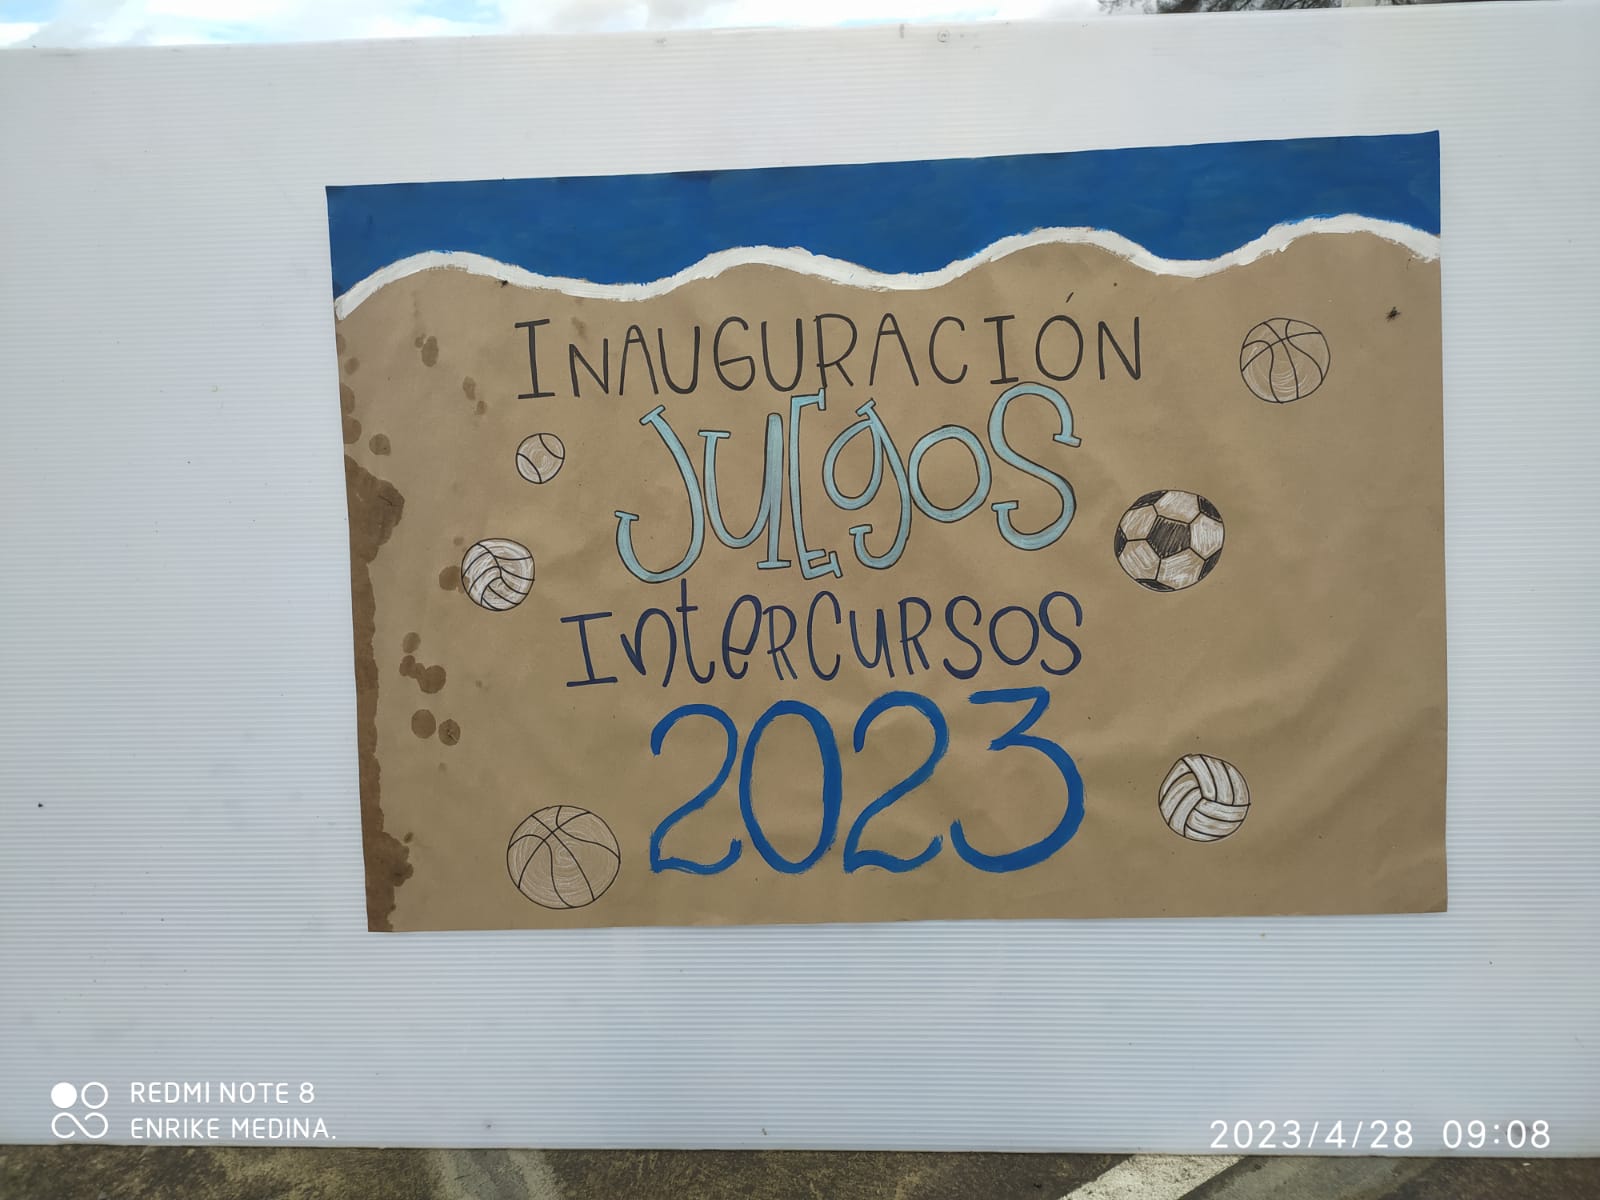 INAUGURACIÓN
JUEgOS
IntERCURSOS
2023
REDMI NOTE 8
ENRIKE MEDINA.
2023/4/28 09:08